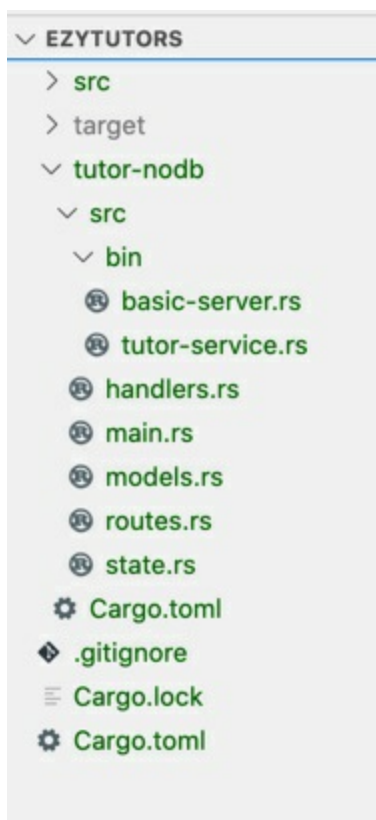 EZYTUTORS
src
target
tutor-nodb
src
bin
basic-server.rs
tutor-service.rs
handlers.rs
main.rs
models.rs
routes.rs
state.rs
Cargo.toml
.gitignore
Cargo.lock
Cargo.toml